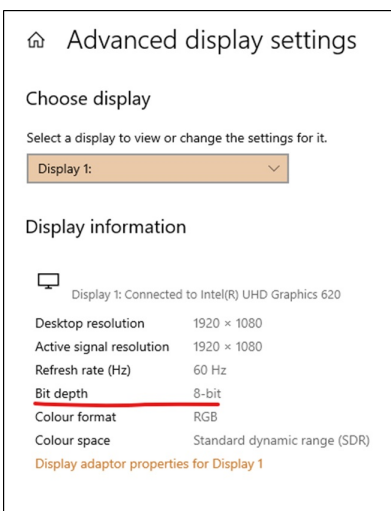 Advanced display settings
Choose display
Select a display to view or change the settings for it.
Display 1:
Display information
Display 1: Connected to Intel(R) UHD Graphics 620
Desktop resolution 1920 × 1080
Active signal resolution 1920 × 1080
Refresh rate (Hz) 60 Hz
Bit depth 8-bit
Colour format RGB
Colour space Standard dynamic range (SDR)
Display adaptor properties for Display 1